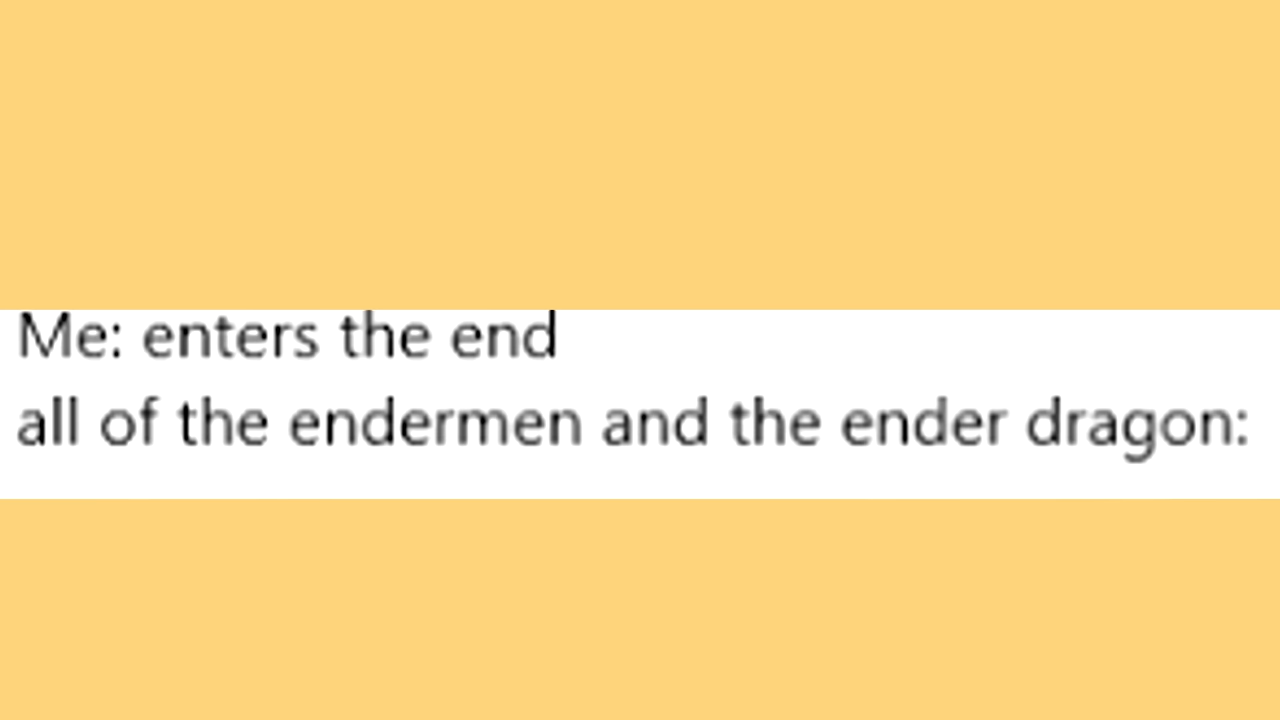 Me: enters the end
all of the endermen and the ender dragon: